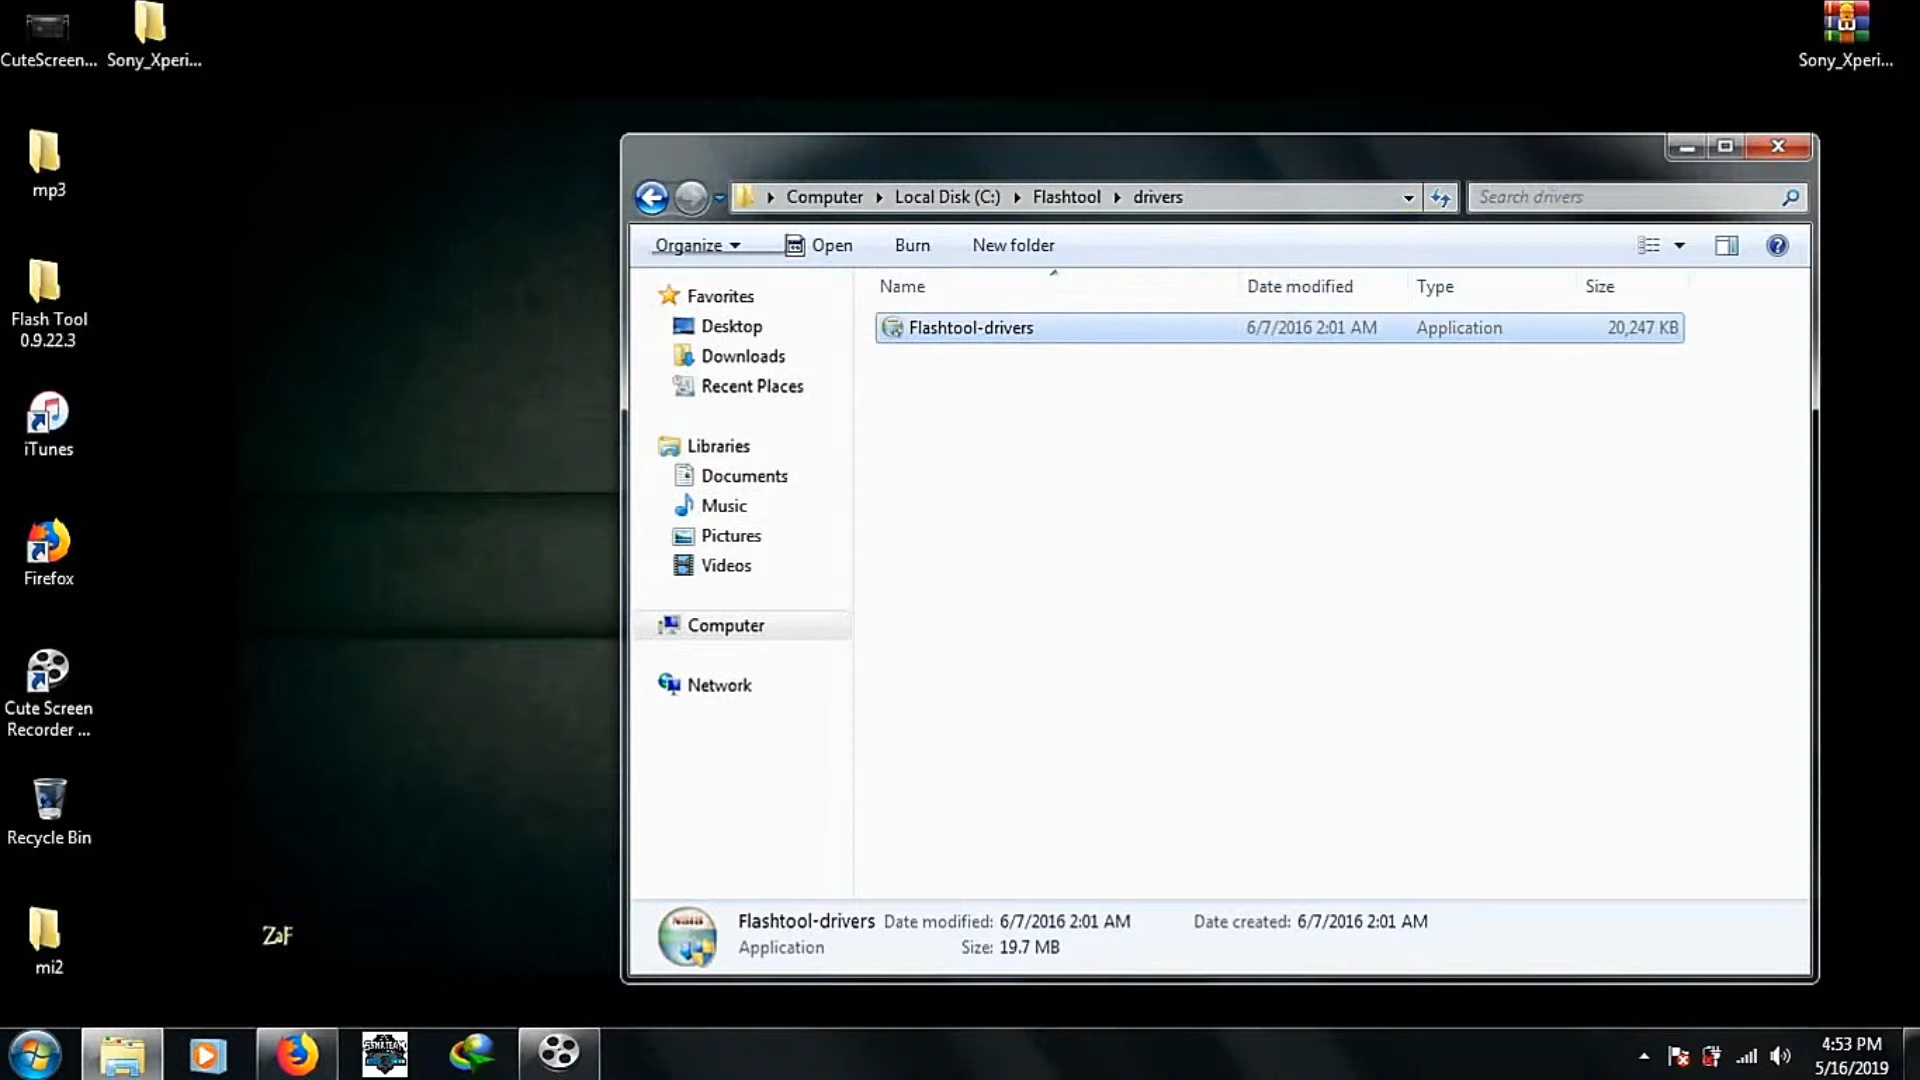 CuteScreen...
Sony_Xperi...
Sony_Xperi...
mp3
Flash Tool
0.9.22.3
iTunes
Firefox
Cute Screen
Recorder ...
Recycle Bin
mi2
ZaF
Computer
Local Disk (C:)
Flashtool
drivers
Search drivers
Organize
Open
Burn
New folder
Favorites
Desktop
Downloads
Recent Places
Libraries
Documents
Music
Pictures
Videos
Computer
Network
Name Date modified Type Size
Flashtool-drivers 6/7/2016 2:01 AM Application 20,247 KB
Flashtool-drivers Date modified: 6/7/2016 2:01 AM Date created: 6/7/2016 2:01 AM
Application Size: 19.7 MB
4:53 PM
5/16/2019